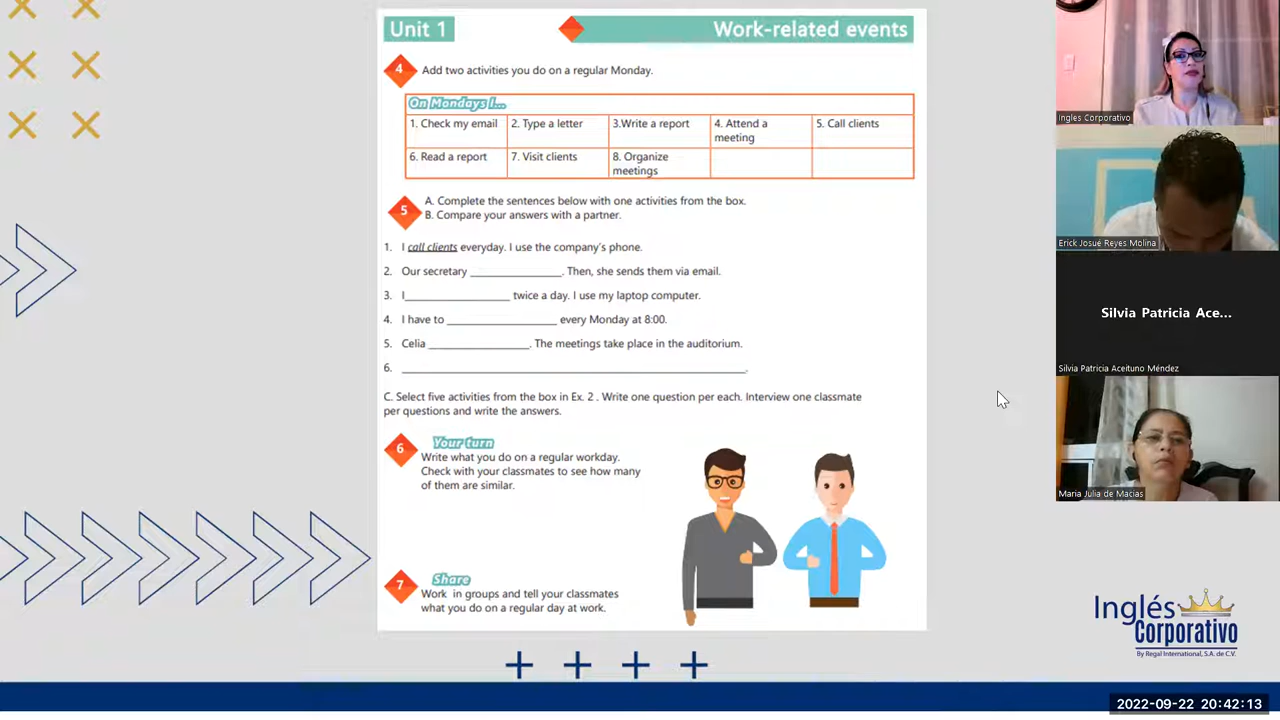 Unit 1
Work-related events
4
Add two activities you do on a regular Monday.
On Mondays I...
1. Check my email
2. Type a letter
3.Write a report
4. Attend a
meeting
5. Call clients
6. Read a report
7. Visit clients
8. Organize
meetings
5
A. Complete the sentences below with one activities from the box.
B. Compare your answers with a partner.
1. I call clients everyday. I use the company's phone.
2. Our secretary ________________. Then, she sends them via email.
3. I___________________ twice a day. I use my laptop computer.
4. I have to ____________________ every Monday at 8:00.
5. Celia __________________. The meetings take place in the auditorium.
6. ______________________________________________________________.
C. Select five activities from the box in Ex. 2 . Write one question per each. Interview one classmate
per questions and write the answers.
6
Your turn
Write what you do on a regular workday.
Check with your classmates to see how many
of them are similar.
7
Share
Work in groups and tell your classmates
what you do on a regular day at work.
Ingles Corporativo
Erick Josué Reyes Molina
Silvia Patricia Ace...
Silvia Patricia Aceituno Méndez
Maria Julia de Macias
Inglés
Corporativo
By Regal International, S.A. de C.V.
2022-09-22 20:42:13